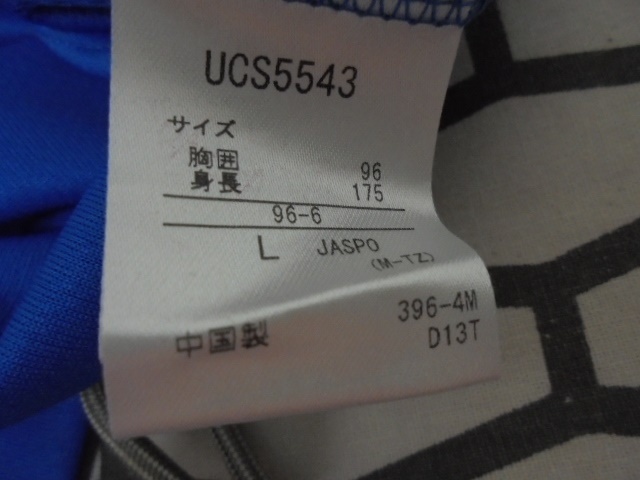 UCS5543
サイズ
胸囲 96
身長 175
96-6
L JASPO
(M-TZ)
396-4M
中国製 D13T